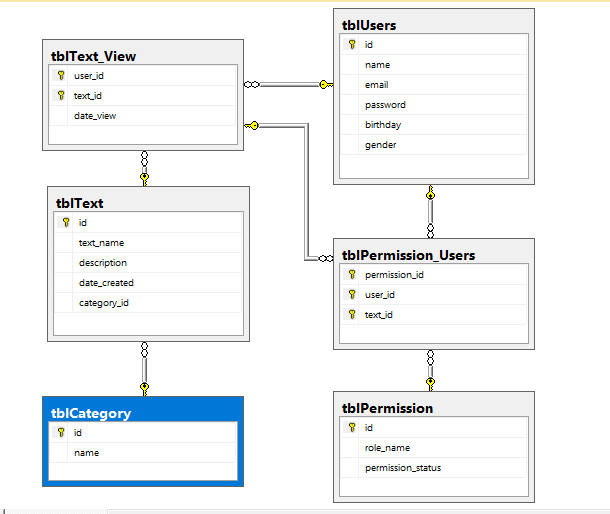 tblText_View
user_id
text_id
date_view
tblUsers
id
name
email
password
birthday
gender
tblText
id
text_name
description
date_created
category_id
tblPermission_Users
permission_id
user_id
text_id
tblCategory
id
name
tblPermission
id
role_name
permission_status